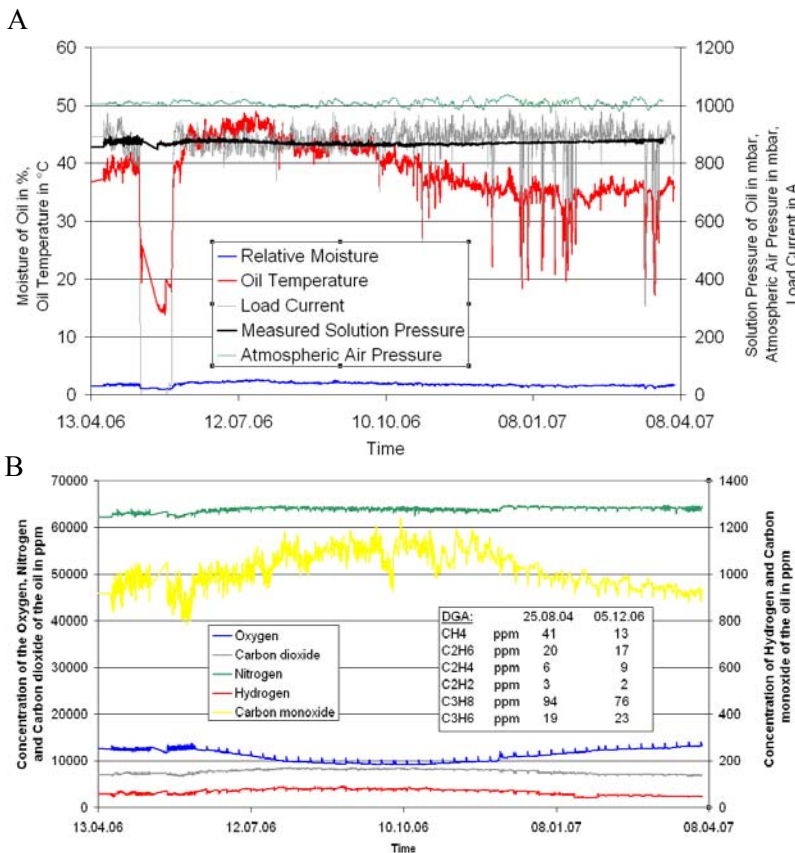 A
60
50
40
30
20
10
0
Moisture of Oil in %,
Oil Temperature in °C
1200
1000
800
600
400
200
0
Solution Pressure of Oil in mbar,
Atmospheric Air Pressure in mbar,
Load Current in A
Relative Moisture
Oil Temperature
Load Current
Measured Solution Pressure
Atmospheric Air Pressure
13.04.06 12.07.06 10.10.06 08.01.07 08.04.07
Time
B
70000
60000
50000
40000
30000
20000
10000
0
Concentration of the Oxygen, Nitrogen
and Carbon dioxide of the oil in ppm
1400
1200
1000
800
600
400
200
0
Concentration of Hydrogen and Carbon
monoxide of the oil in ppm
Oxygen
Carbon dioxide
Nitrogen
Hydrogen
Carbon monoxide
DGA: 25.08.04 05.12.06
CH4 ppm 41 13
C2H6 ppm 20 17
C2H4 ppm 6 9
C2H2 ppm 3 2
C3H8 ppm 94 76
C3H6 ppm 19 23
13.04.06 12.07.06 10.10.06 08.01.07 08.04.07
Time